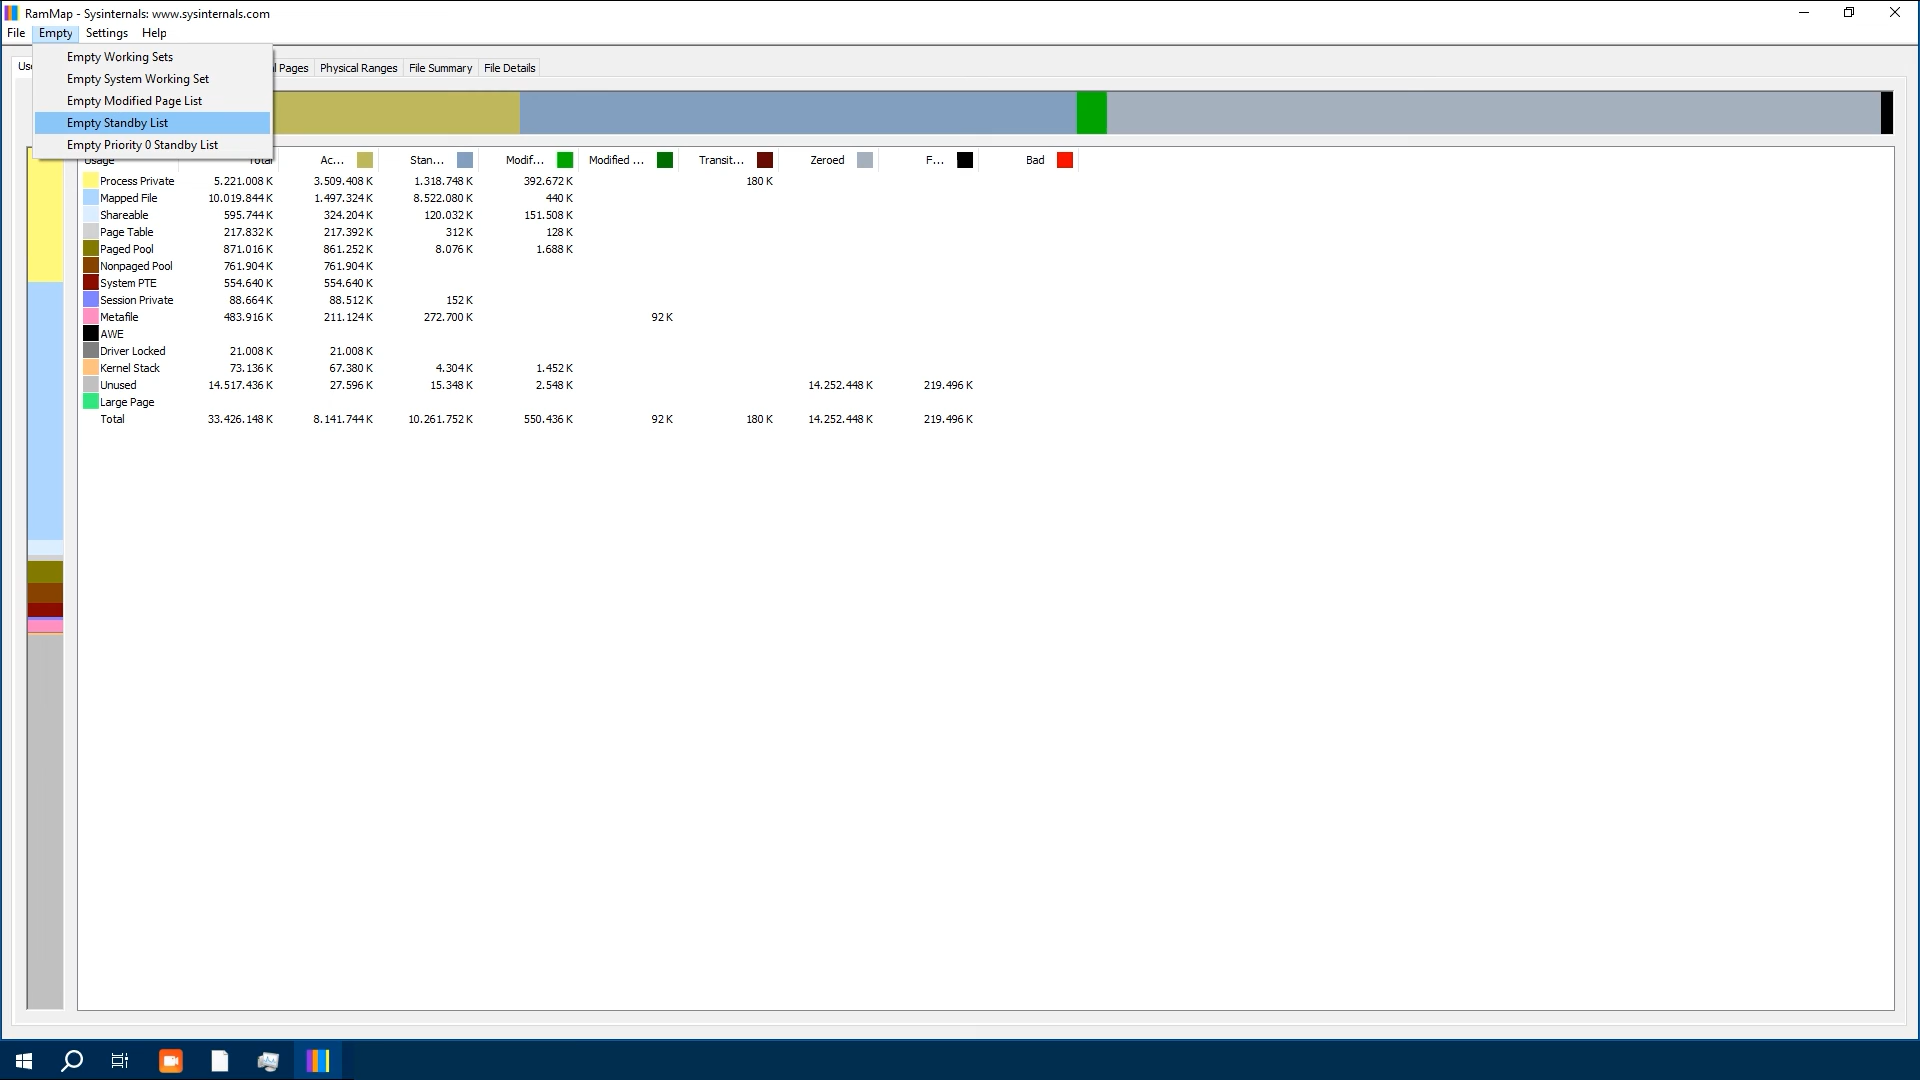 RamMap - Sysinternals: www.sysinternals.com
File Empty Settings Help
Empty Working Sets
Empty System Working Set
Empty Modified Page List
Empty Standby List
Empty Priority 0 Standby List
Pages Physical Ranges File Summary File Details
Usage Total Ac... Stan... Modif... Modified ... Transit... Zeroed F... Bad
Process Private 5.221.008 K 3.509.408 K 1.318.748 K 392.672 K 180 K
Mapped File 10.019.844 K 1.497.324 K 8.522.080 K 440 K
Shareable 595.744 K 324.204 K 120.032 K 151.508 K
Page Table 217.832 K 217.392 K 312 K 128 K
Paged Pool 871.016 K 861.252 K 8.076 K 1.688 K
Nonpaged Pool 761.904 K 761.904 K
System PTE 554.640 K 554.640 K
Session Private 88.664 K 88.512 K 152 K
Metafile 483.916 K 211.124 K 272.700 K 92 K
AWE
Driver Locked 21.008 K 21.008 K
Kernel Stack 73.136 K 67.380 K 4.304 K 1.452 K
Unused 14.517.436 K 27.596 K 15.348 K 2.548 K 14.252.448 K 219.496 K
Large Page
Total 33.426.148 K 8.141.744 K 10.261.752 K 550.436 K 92 K 180 K 14.252.448 K 219.496 K